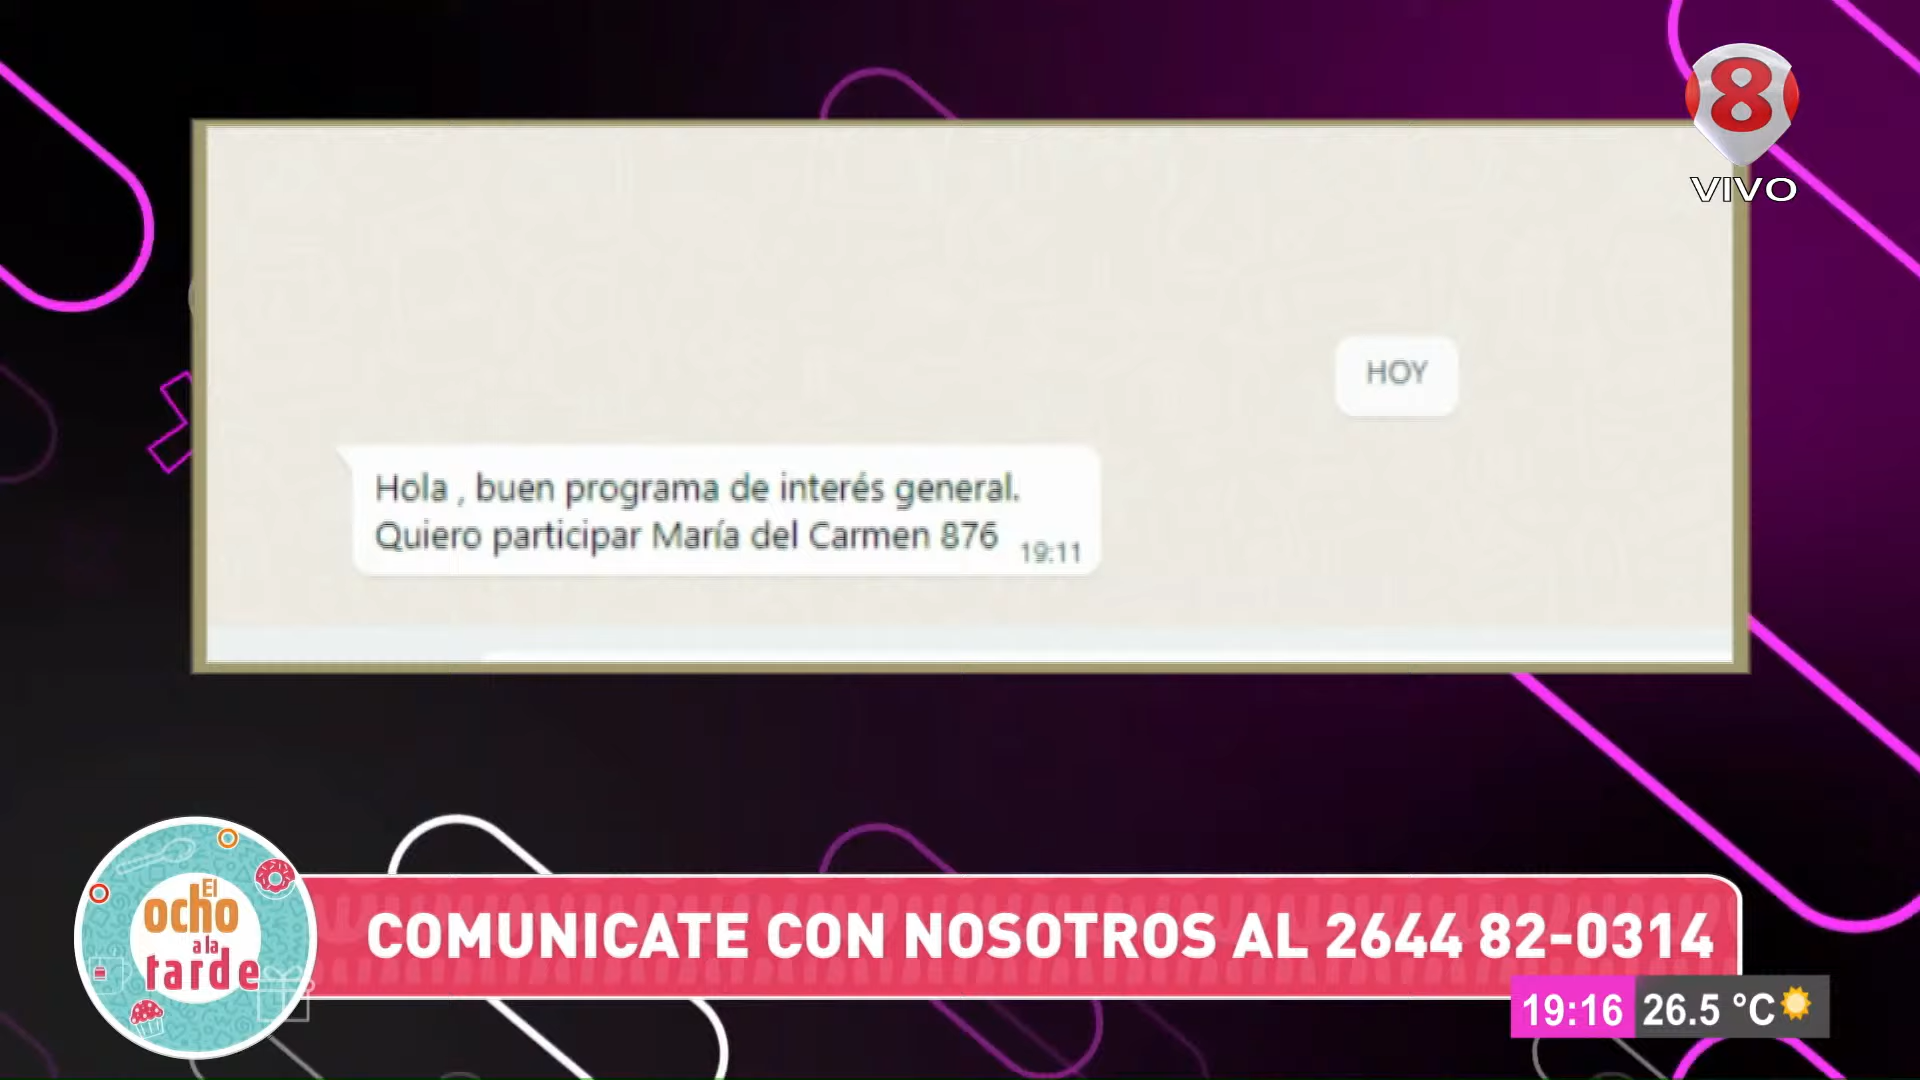 8
VIVO
HOY
Hola , buen programa de interés general.
Quiero participar María del Carmen 876
19:11
El
ocho
a la
tarde
COMUNICATE CON NOSOTROS AL 2644 82-0314
19:16 26.5 °C